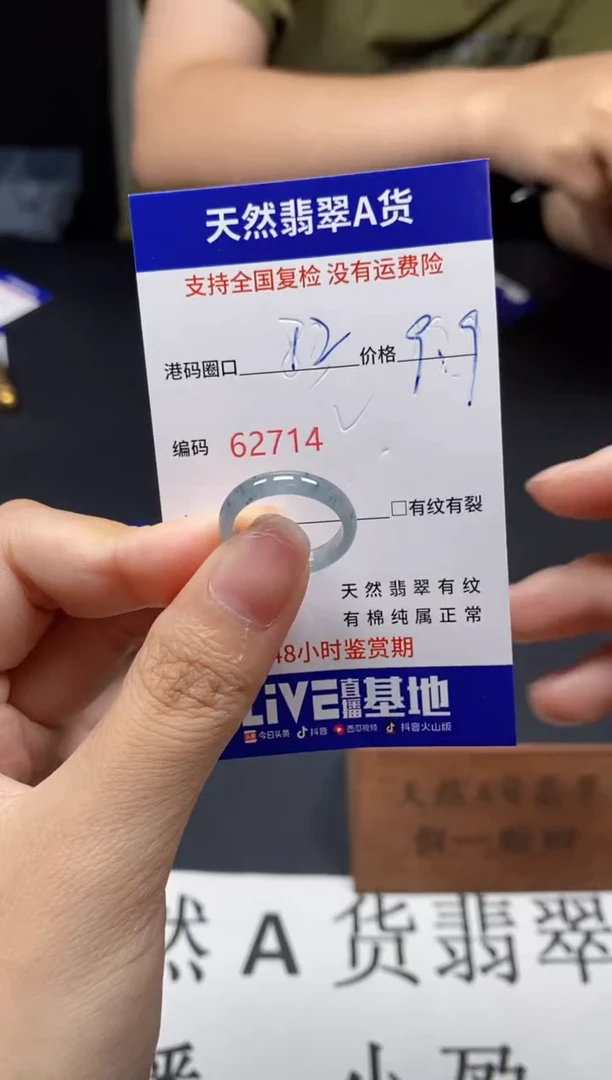 天然翡翠A货
支持全国复检 没有运费险
港码圈口 12 价格 9.9
编码 62714
□有纹有裂
天然翡翠有纹
有棉纯属正常
48小时鉴赏期
LiVE直播基地
今日头条 抖音 西瓜视频 抖音火山版
天然A货翡翠
假一赔
然A货翡翠